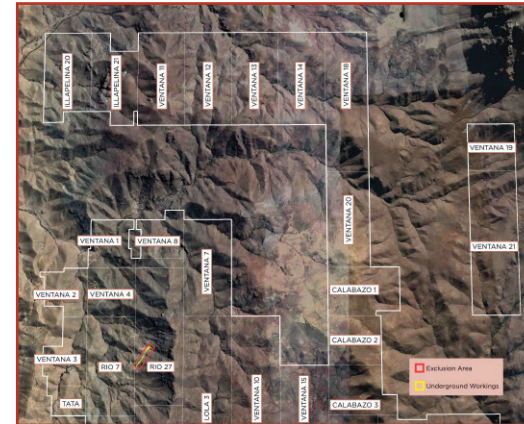 ILLAPELINA 20
ILLAPELINA 21
VENTANA 11
VENTANA 12
VENTANA 13
VENTANA 14
VENTANA 18
VENTANA 19
VENTANA 20
VENTANA 1
VENTANA 8
VENTANA 7
VENTANA 21
VENTANA 2
VENTANA 4
CALABAZO 1
CALABAZO 2
VENTANA 3
RIO 7
RIO 27
Exclusion Area
Underground Workings
TATA
LOLA 3
VENTANA 10
VENTANA 15
CALABAZO 3